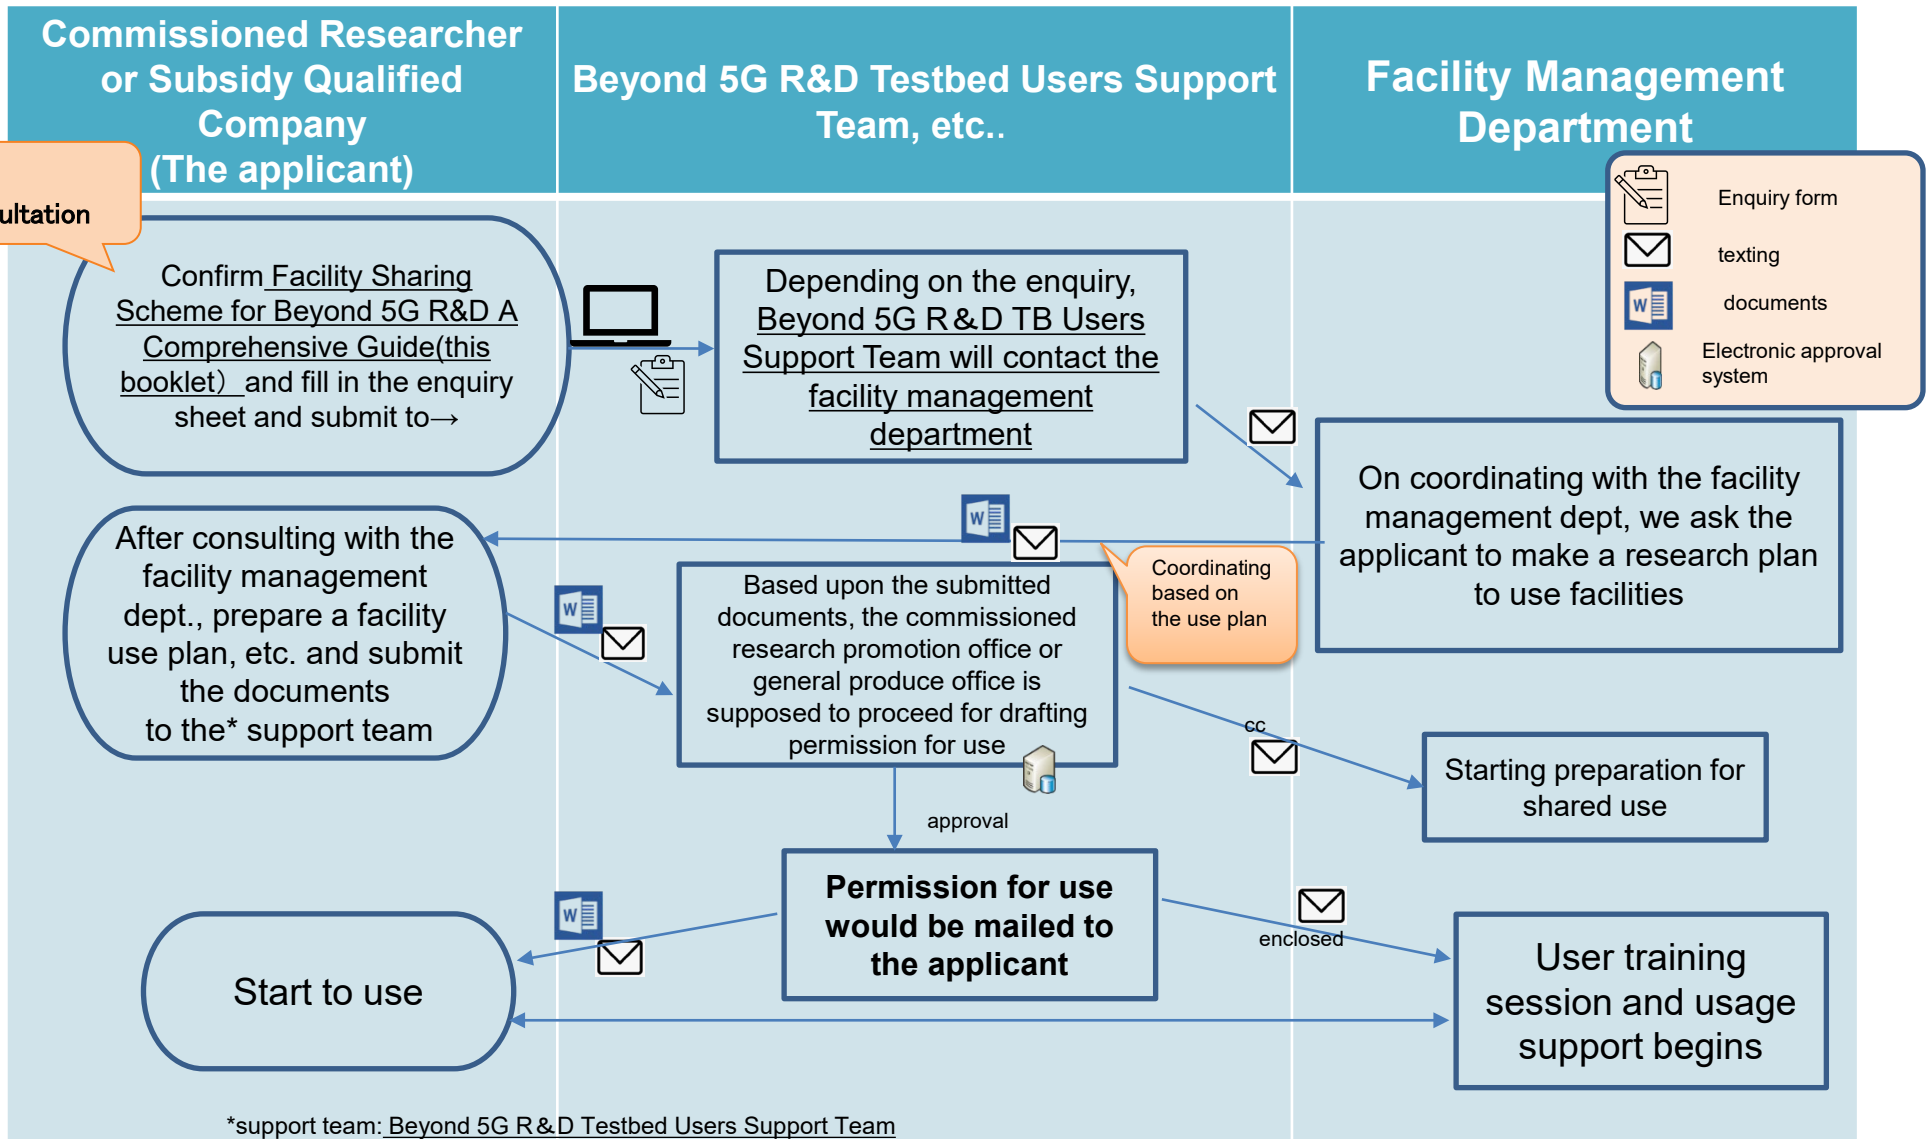 Commissioned Researcher
or Subsidy Qualified
Company
(The applicant)
Beyond 5G R&D Testbed Users Support
Team, etc..
Facility Management
Department
Enquiry form
texting
documents
Electronic approval
system
Confirm Facility Sharing
Scheme for Beyond 5G R&D A
Comprehensive Guide(this
booklet） and fill in the enquiry
sheet and submit to→
Depending on the enquiry,
Beyond 5G R＆D TB Users
Support Team will contact the
facility management
department
On coordinating with the facility
management dept, we ask the
applicant to make a research plan
to use facilities
Coordinating
based on
the use plan
After consulting with the
facility management
dept., prepare a facility
use plan, etc. and submit
the documents
to the* support team
Based upon the submitted
documents, the commissioned
research promotion office or
general produce office is
supposed to proceed for drafting
permission for use
cc
Starting preparation for
shared use
approval
Permission for use
would be mailed to
the applicant
enclosed
Start to use
User training
session and usage
support begins
*support team: Beyond 5G R＆D Testbed Users Support Team